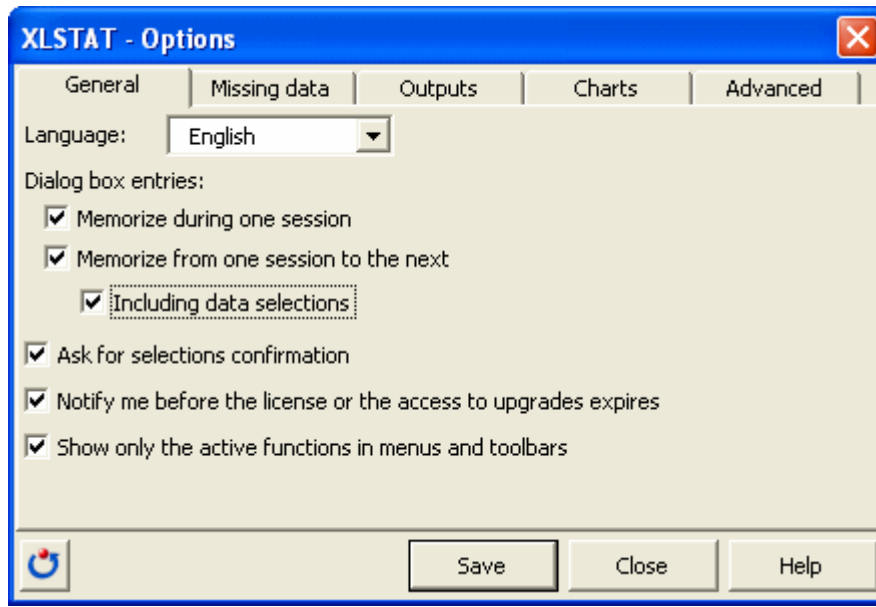 XLSTAT - Options
General Missing data Outputs Charts Advanced
Language: English
Dialog box entries:
Memorize during one session
Memorize from one session to the next
Including data selections
Ask for selections confirmation
Notify me before the license or the access to upgrades expires
Show only the active functions in menus and toolbars
Save Close Help